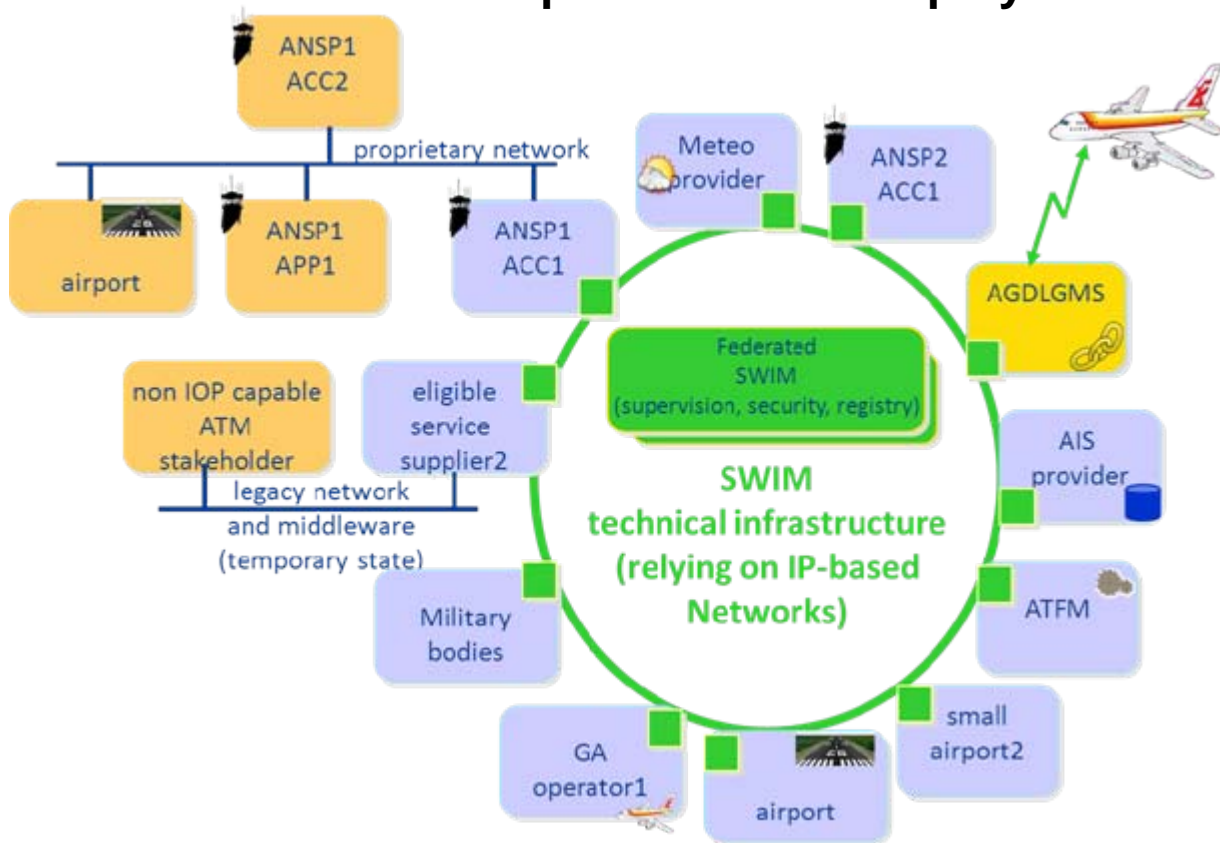 ANSP1
ACC2
proprietary network
airport
ANSP1
APP1
ANSP1
ACC1
Meteo
provider
ANSP2
ACC1
AGDLGMS
Federated
SWIM
(supervision, security, registry)
non IOP capable
ATM
stakeholder
eligible
service
supplier2
legacy network
and middleware
(temporary state)
AIS
provider
SWIM
technical infrastructure
(relying on IP-based
Networks)
Military
bodies
ATFM
GA
operator1
airport
small
airport2